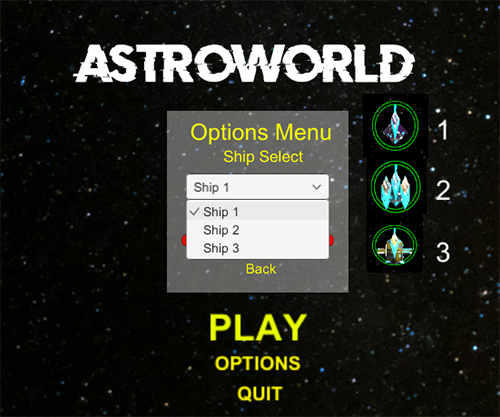 ASTROWORLD
Options Menu
Ship Select
Ship 1
Ship 1
Ship 2
Ship 3
Back
1
2
3
PLAY
OPTIONS
QUIT